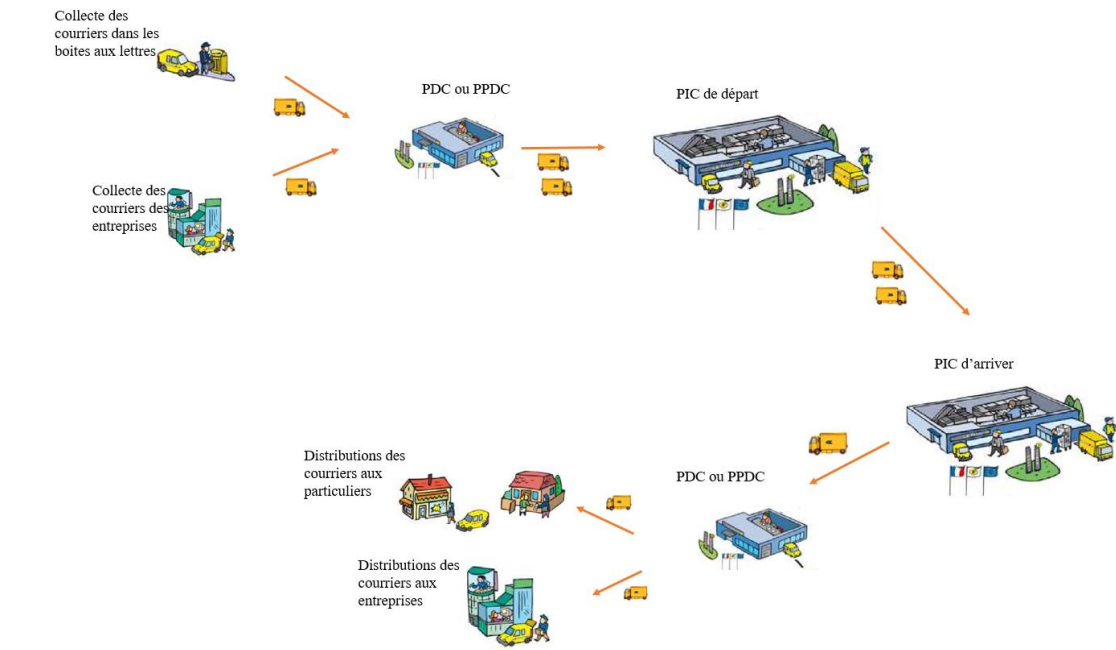 Collecte des
courriers dans les
boites aux lettres
PDC ou PPDC
PIC de départ
Collecte des
courriers des
entreprises
PIC d’arriver
Distributions des
courriers aux
particuliers
PDC ou PPDC
Distributions des
courriers aux
entreprises